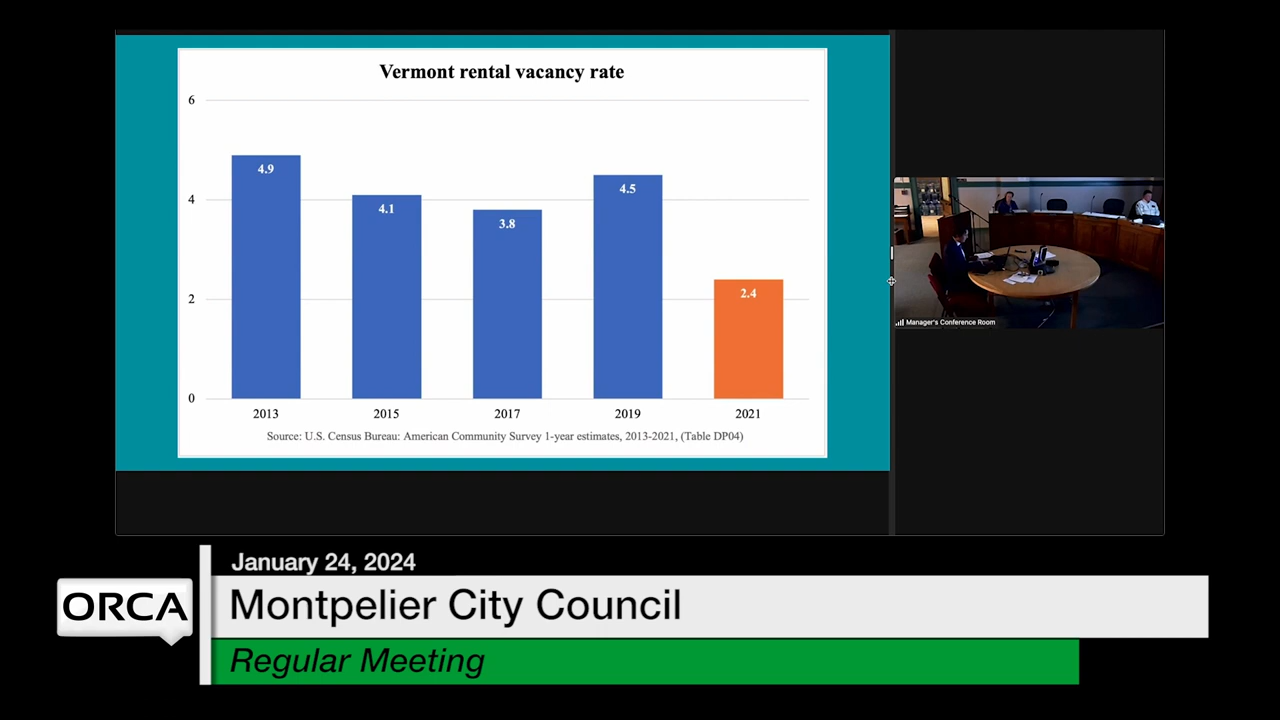 Vermont rental vacancy rate
6
4.9
4.1
3.8
4.5
2.4
4
2
0
2013 2015 2017 2019 2021
Source: U.S. Census Bureau: American Community Survey 1-year estimates, 2013-2021, (Table DP04)
Manager's Conference Room
January 24, 2024
ORCA
Montpelier City Council
Regular Meeting